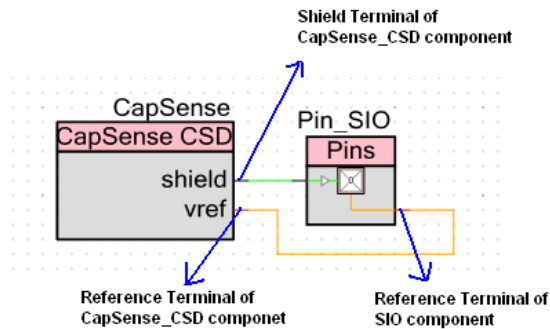 Shield Terminal of
CapSense_CSD component
CapSense
CapSense CSD
shield
vref
Pin_SIO
Pins
Reference Terminal of
CapSense_CSD componet
Reference Terminal of
SIO component